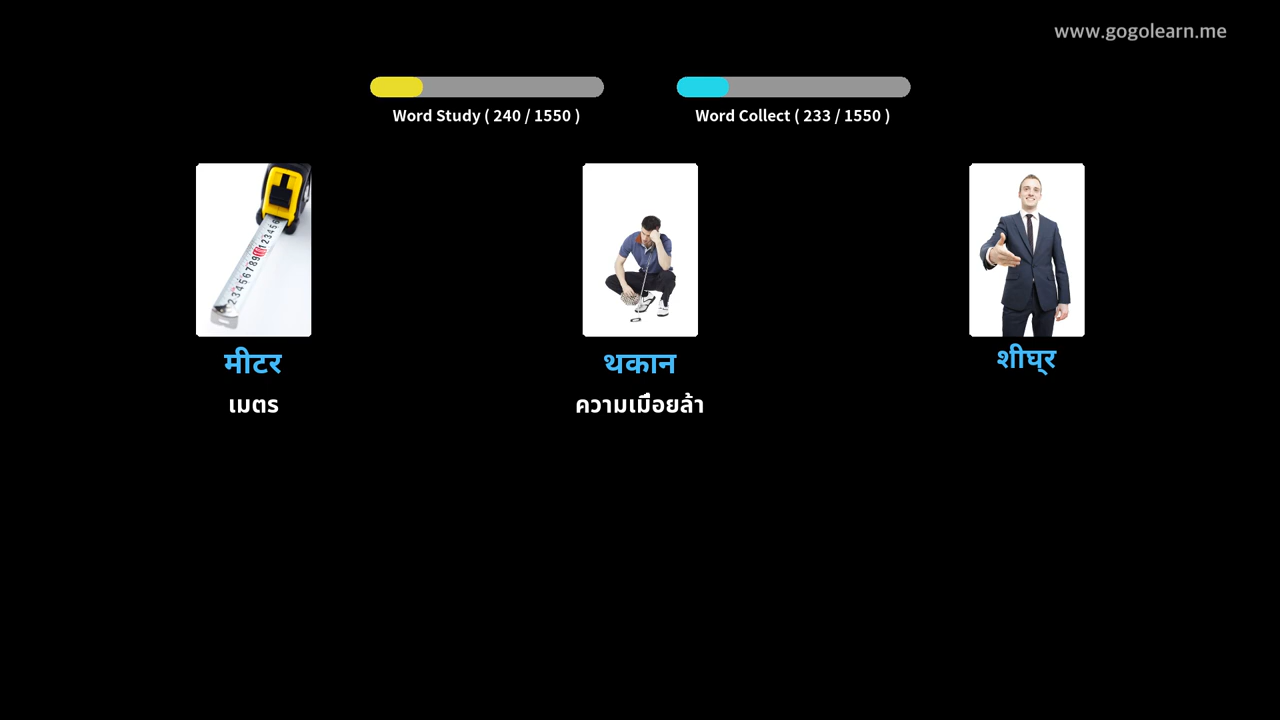 www.gogolearn.me
Word Study ( 240 / 1550 )
Word Collect ( 233 / 1550 )
मीटर
थकान
शीघ्र
เมตร
ความเมื่อยล้า